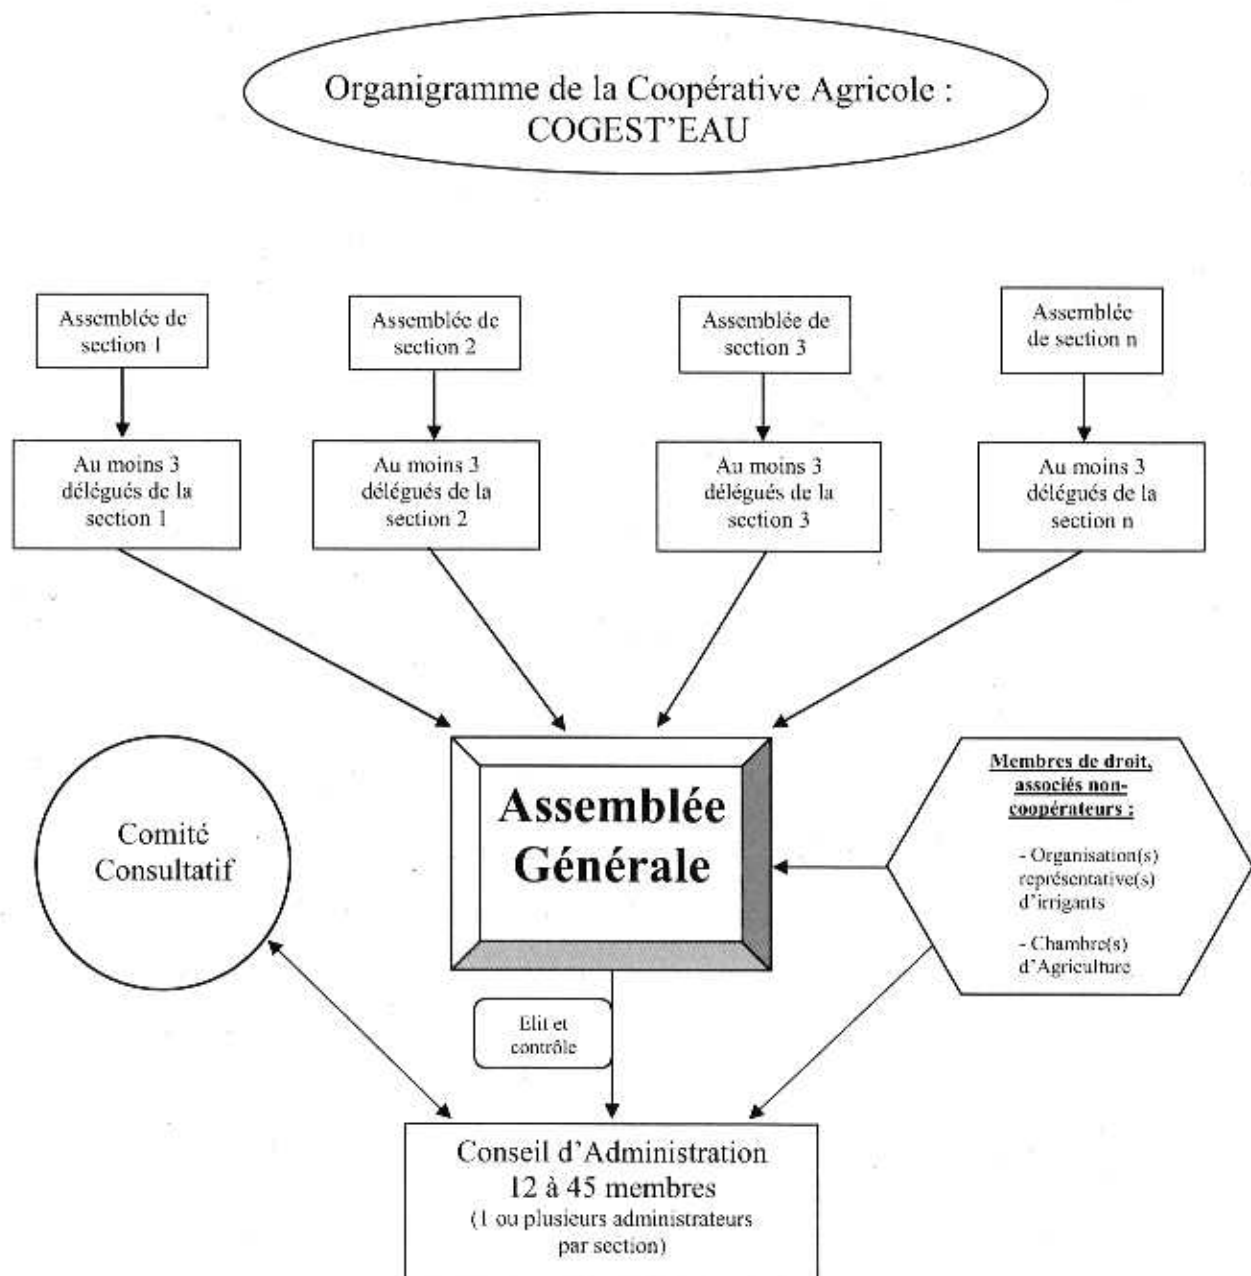 Organigramme de la Coopérative Agricole :
COGEST'EAU
Assemblée de
section 1
Assemblée de
section 2
Assemblée de
section 3
Assemblée
de section n
Au moins 3
délégués de la
section 1
Au moins 3
délégués de la
section 2
Au moins 3
délégués de la
section 3
Au moins 3
délégués de la
section n
Comité
Consultatif
Assemblée
Générale
Membres de droit,
associés non-
coopérateurs :
- Organisation(s)
représentative(s)
d'irrigants
- Chambre(s)
d'Agriculture
Elit et
contrôle
Conseil d'Administration
12 à 45 membres
(1 ou plusieurs administrateurs
par section)